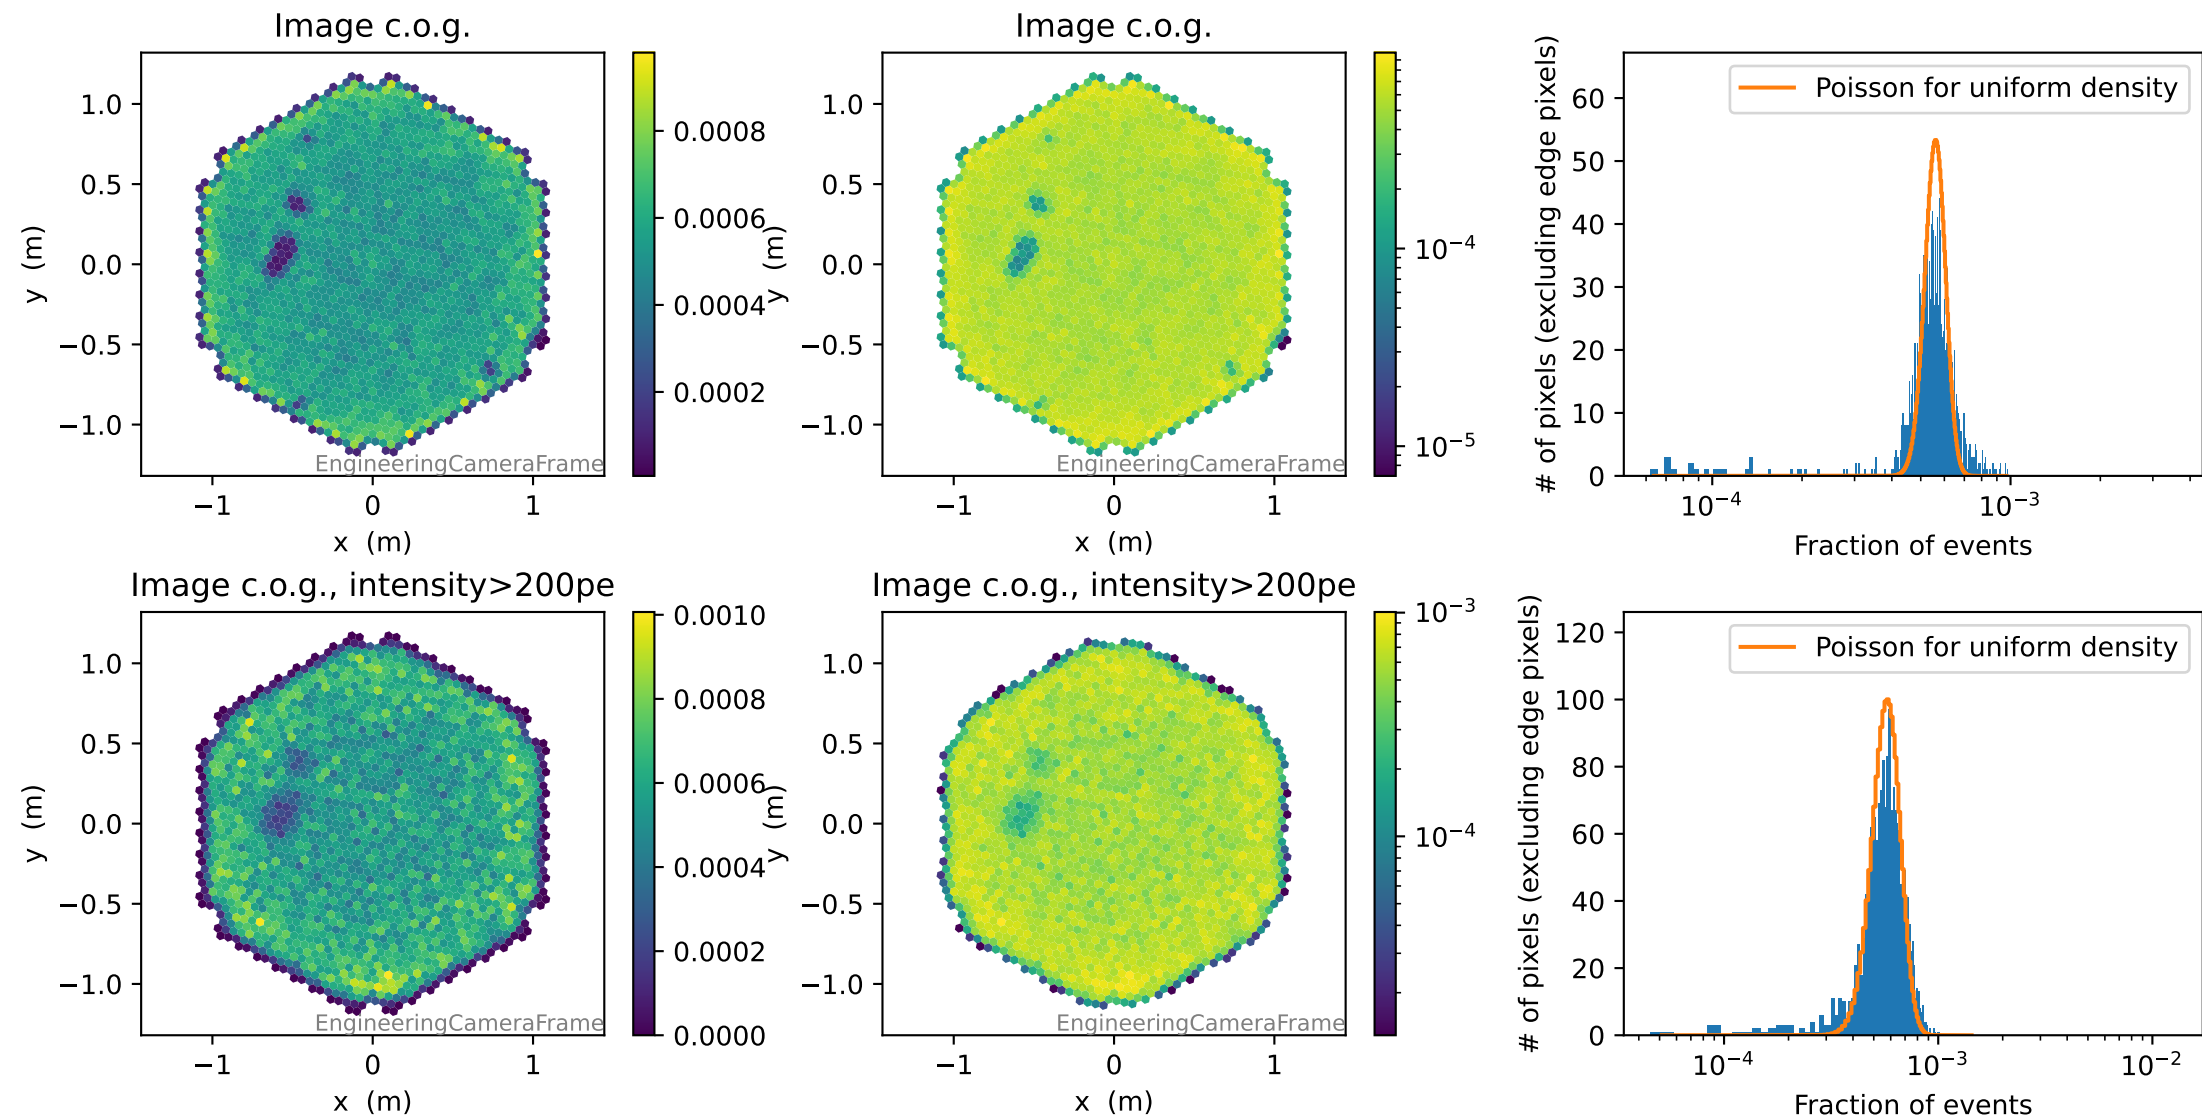 Image c.o.g.
1.0
0.5
0.0
−0.5
−1.0
y (m)
−1
0
1
x (m)
EngineeringCameraFrame
0.0008
0.0006
0.0004
0.0002
Image c.o.g.
1.0
0.5
0.0
−0.5
−1.0
y (m)
−1
0
1
x (m)
EngineeringCameraFrame
10⁻⁴
10⁻⁵
# of pixels (excluding edge pixels)
60
50
40
30
20
10
0
Poisson for uniform density
10⁻⁴
10⁻³
Fraction of events
Image c.o.g., intensity>200pe
1.0
0.5
0.0
−0.5
−1.0
y (m)
−1
0
1
x (m)
EngineeringCameraFrame
0.0010
0.0008
0.0006
0.0004
0.0002
0.0000
Image c.o.g., intensity>200pe
1.0
0.5
0.0
−0.5
−1.0
y (m)
−1
0
1
x (m)
EngineeringCameraFrame
10⁻³
10⁻⁴
# of pixels (excluding edge pixels)
120
100
80
60
40
20
0
Poisson for uniform density
10⁻⁴
10⁻³
10⁻²
Fraction of events